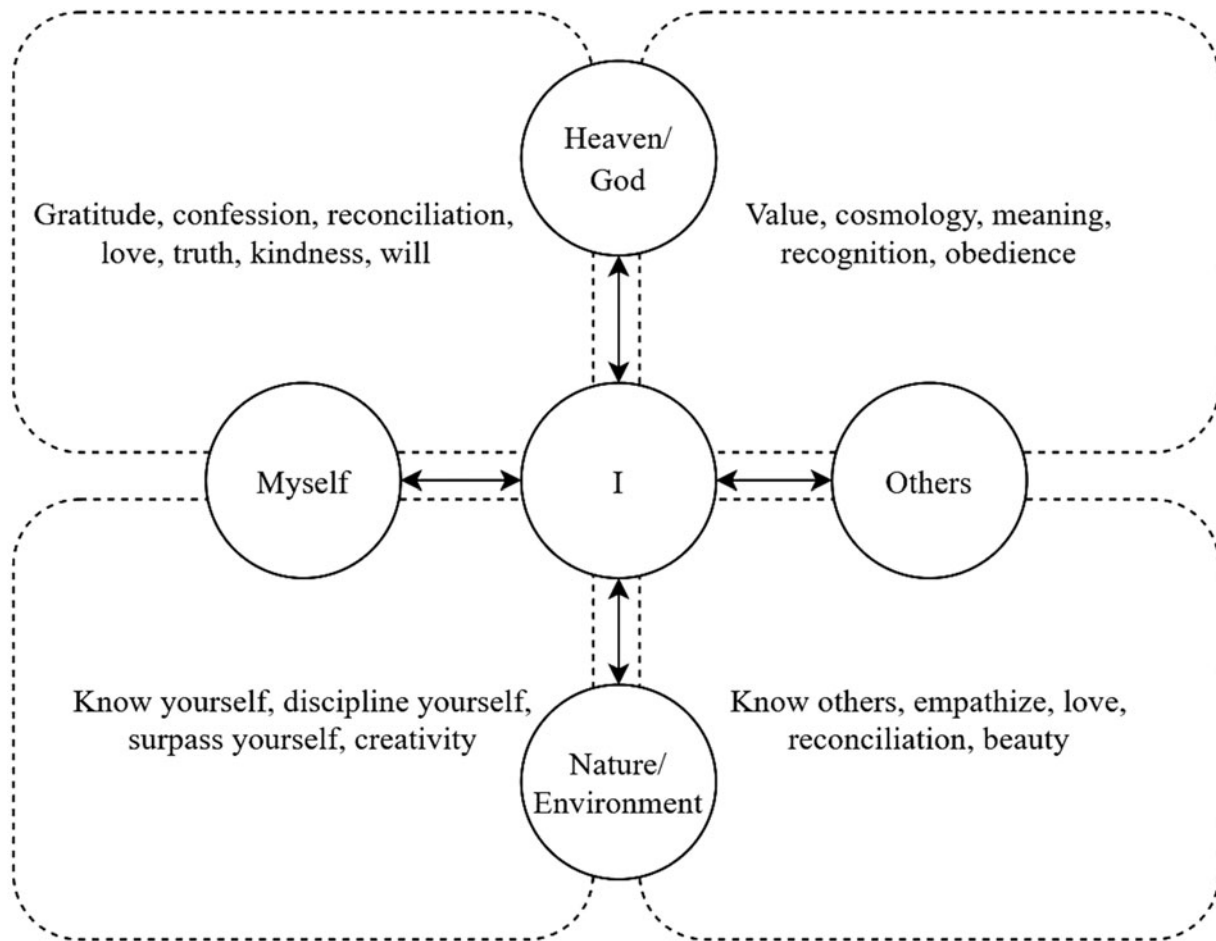 Heaven/
God
Gratitude, confession, reconciliation,
love, truth, kindness, will
Value, cosmology, meaning,
recognition, obedience
Myself
I
Others
Know yourself, discipline yourself,
surpass yourself, creativity
Know others, empathize, love,
reconciliation, beauty
Nature/
Environment